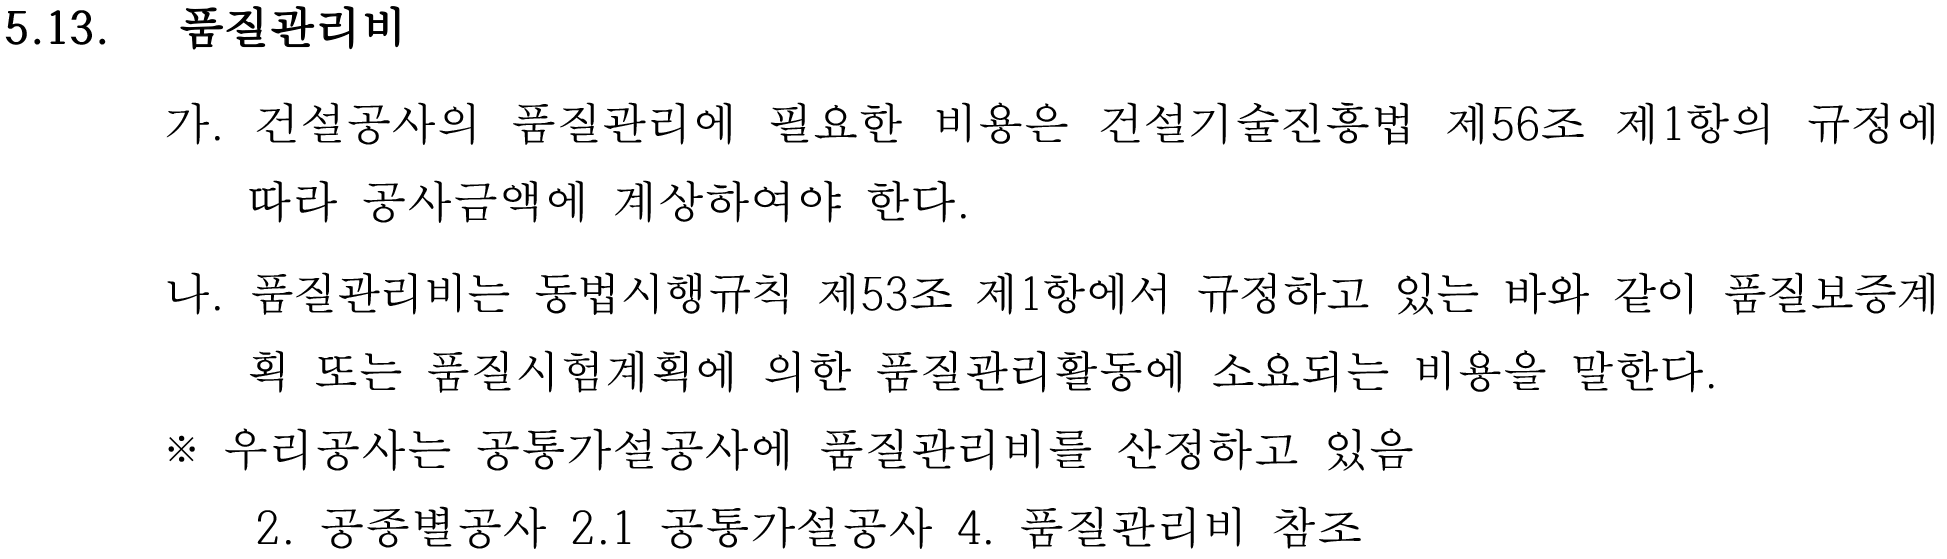 5.13. 품질관리비
가. 건설공사의 품질관리에 필요한 비용은 건설기술진흥법 제56조 제1항의 규정에
따라 공사금액에 계상하여야 한다.
나. 품질관리비는 동법시행규칙 제53조 제1항에서 규정하고 있는 바와 같이 품질보증계
획 또는 품질시험계획에 의한 품질관리활동에 소요되는 비용을 말한다.
※ 우리공사는 공통가설공사에 품질관리비를 산정하고 있음
2. 공종별공사 2.1 공통가설공사 4. 품질관리비 참조